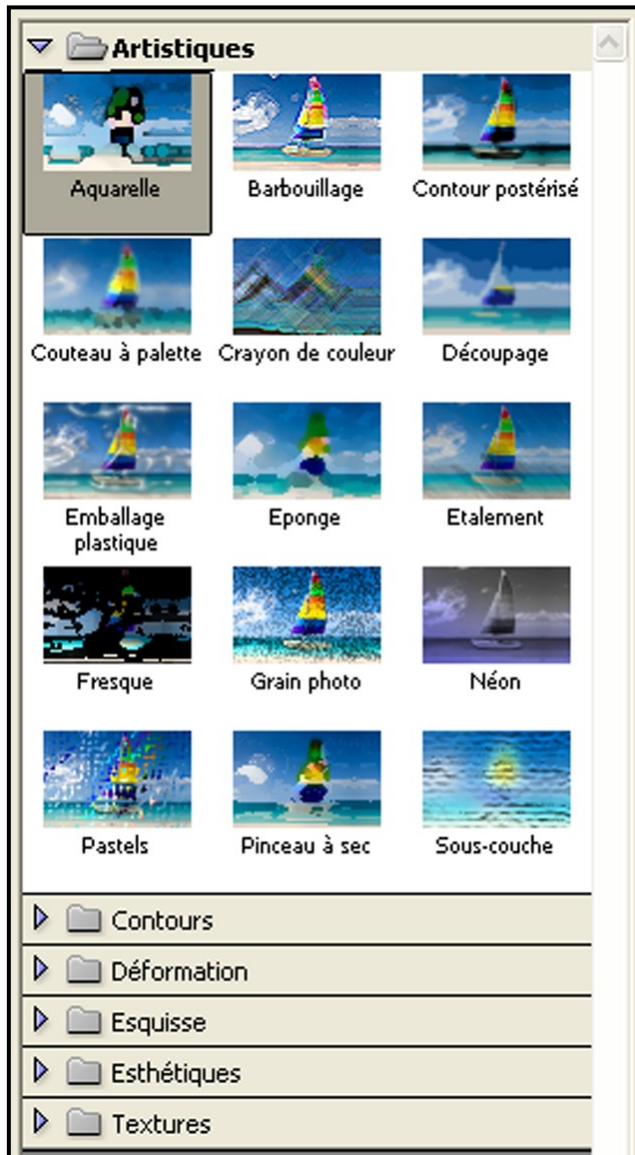 Artistiques
Aquarelle
Barbouillage
Contour postérisé
Couteau à palette
Crayon de couleur
Découpage
Emballage
plastique
Eponge
Etalement
Fresque
Grain photo
Néon
Pastels
Pinceau à sec
Sous-couche
Contours
Déformation
Esquisse
Esthétiques
Textures